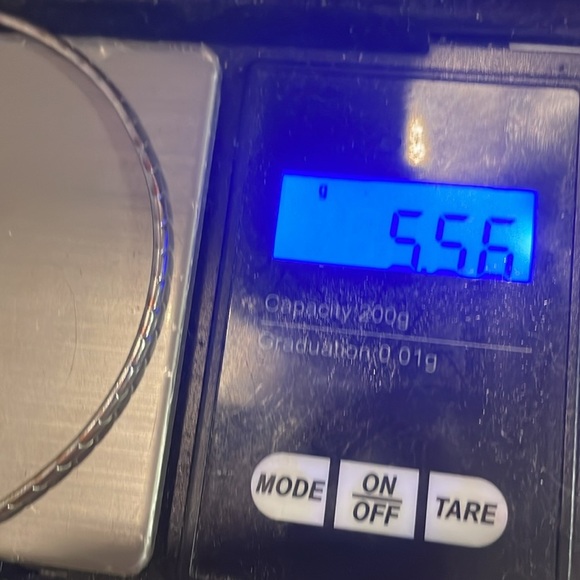 g
5.56
Capacity 200g
Graduation 0.01g
MODE
ON
OFF
TARE